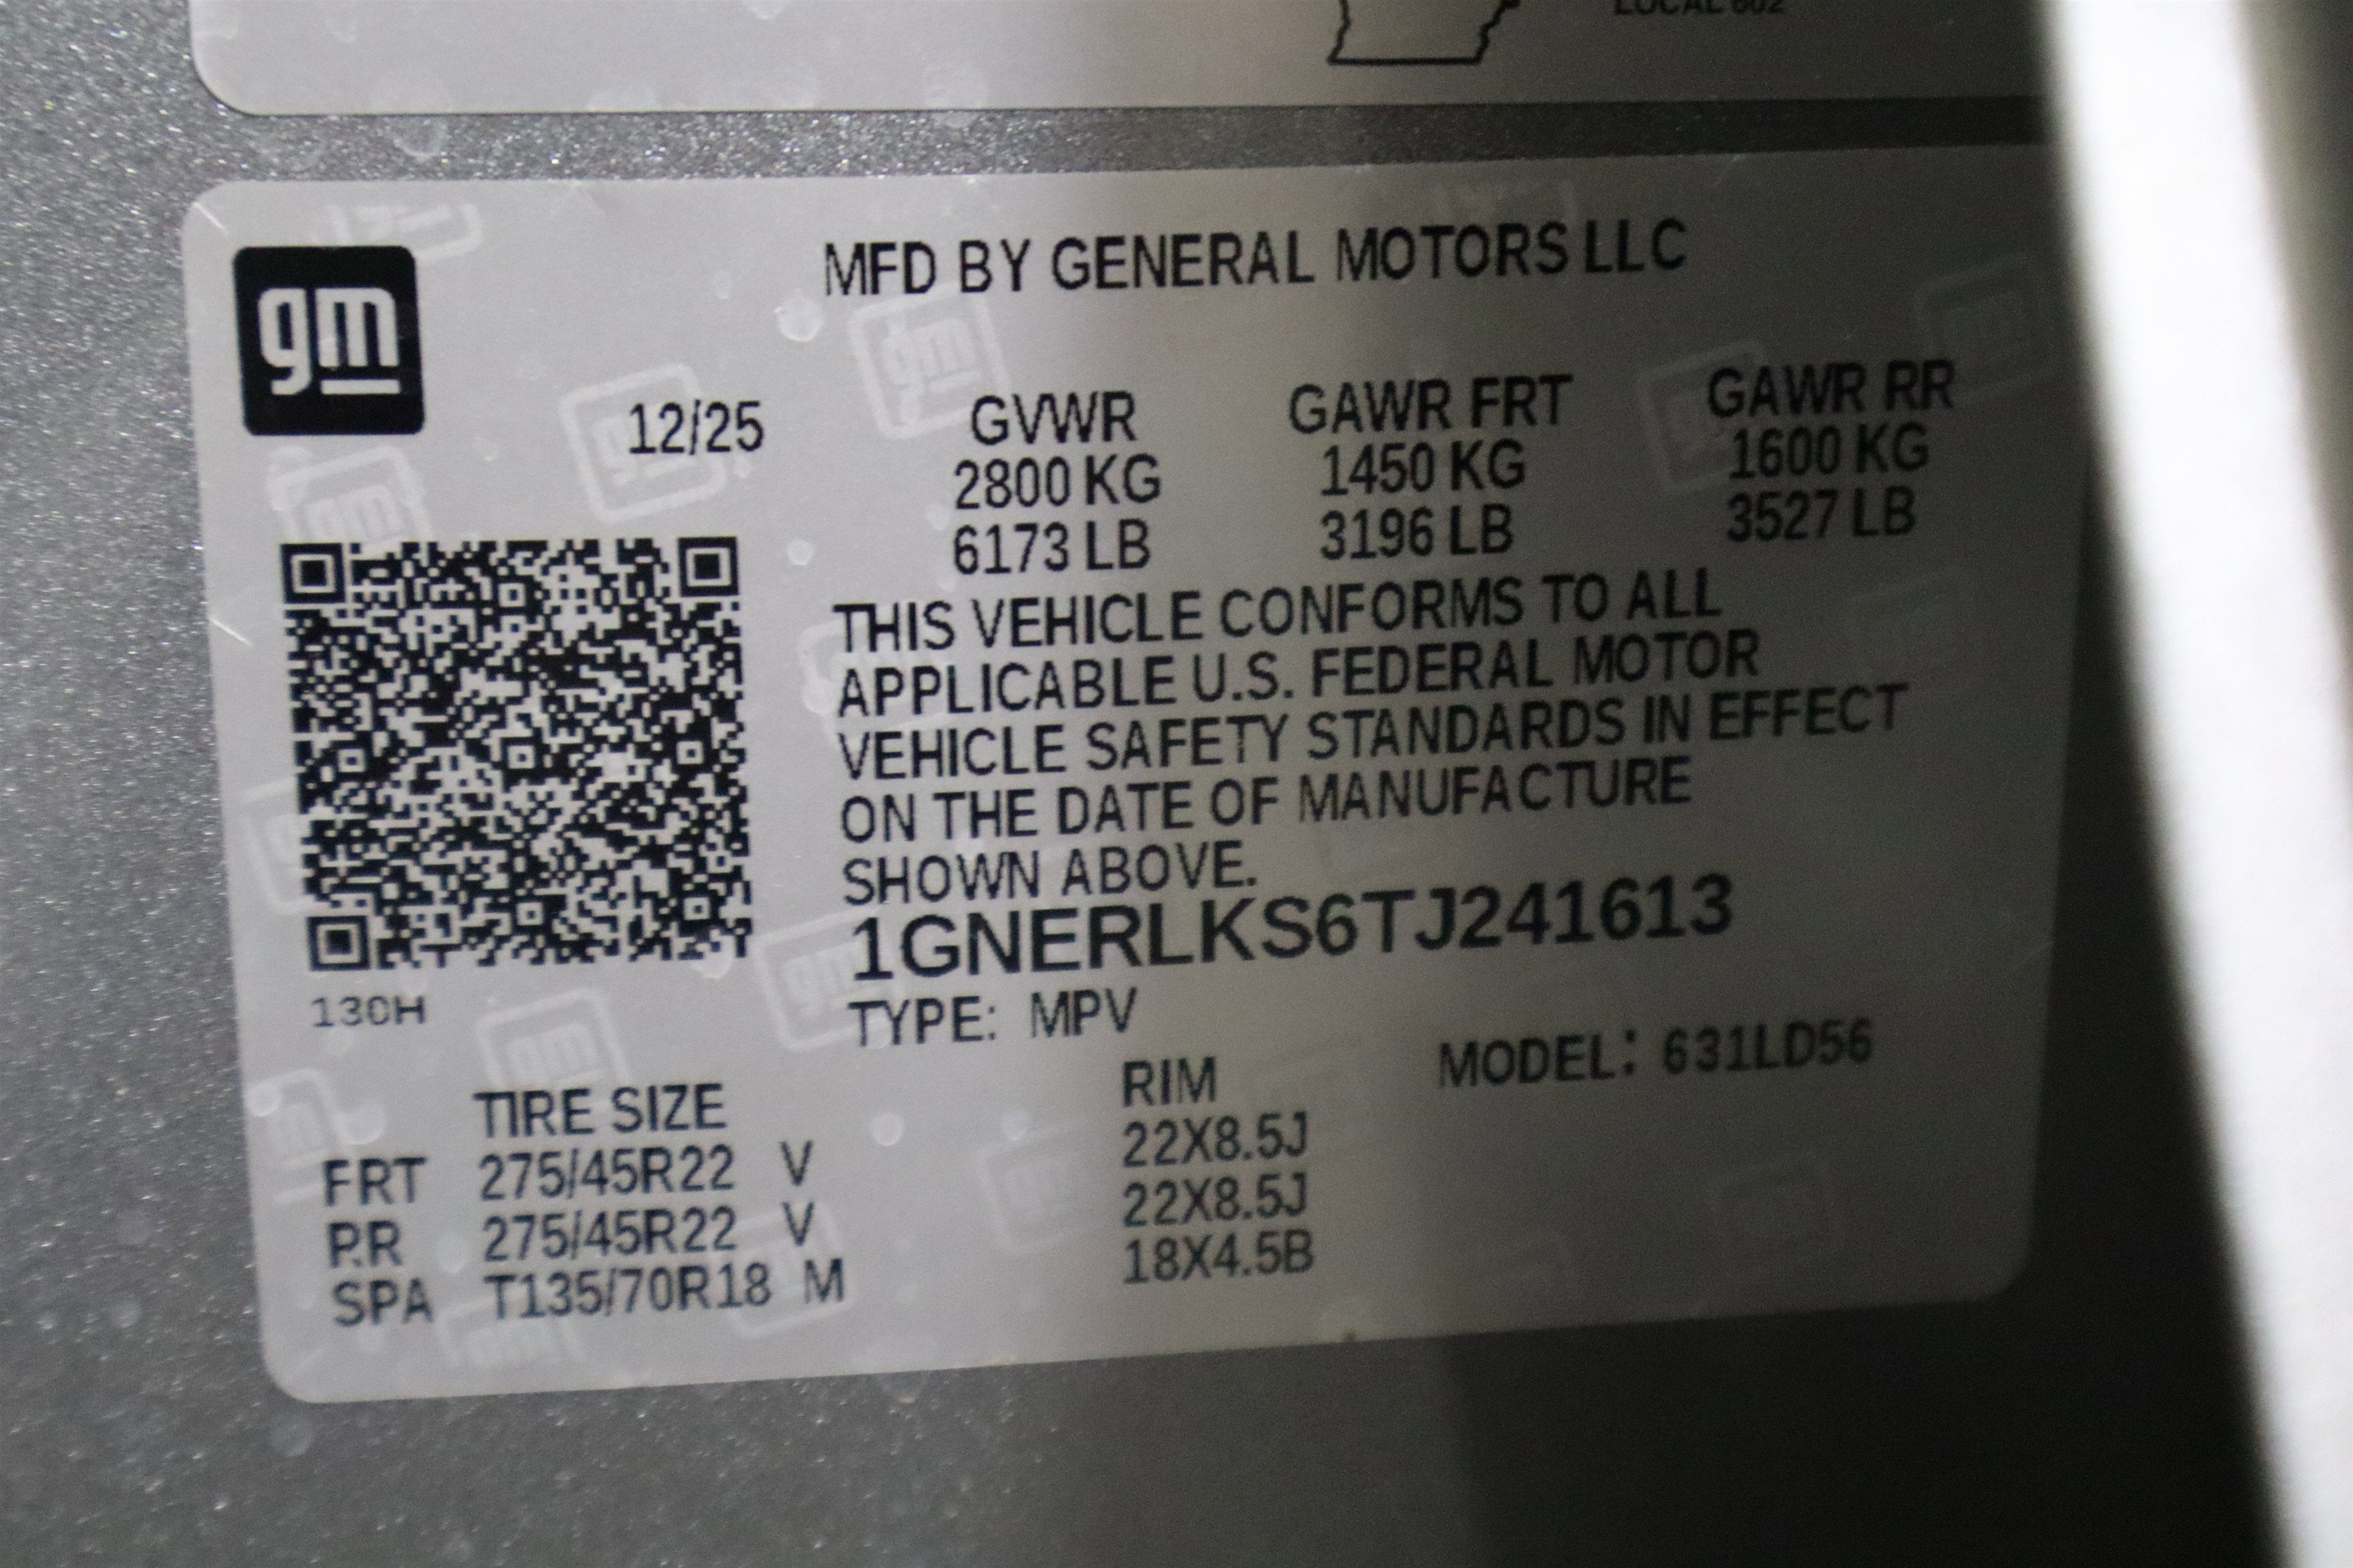 LOCAL 602
gm
MFD BY GENERAL MOTORS LLC
12/25
GVWR GAWR FRT GAWR RR
2800 KG 1450 KG 1600 KG
6173 LB 3196 LB 3527 LB
THIS VEHICLE CONFORMS TO ALL
APPLICABLE U.S. FEDERAL MOTOR
VEHICLE SAFETY STANDARDS IN EFFECT
ON THE DATE OF MANUFACTURE
SHOWN ABOVE.
1GNERLKS6TJ241613
130H
TYPE: MPV
MODEL: 631LD56
TIRE SIZE RIM
FRT 275/45R22 V 22X8.5J
RR 275/45R22 V 22X8.5J
SPA T135/70R18 M 18X4.5B